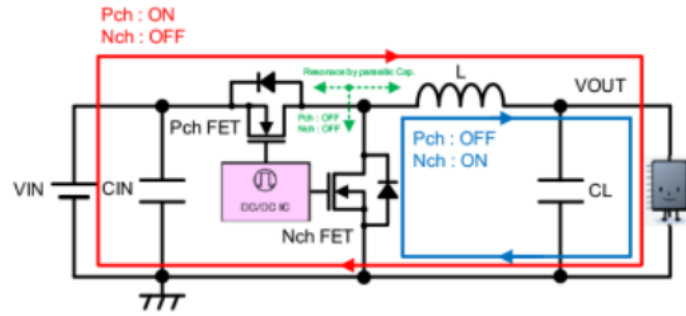 Pch : ON
Nch : OFF
Resonace by parasitic Cap.
L
VOUT
Pch FET
Pch : OFF
Nch : OFF
Pch : OFF
Nch : ON
VIN
CIN
DC/DC IC
CL
Nch FET